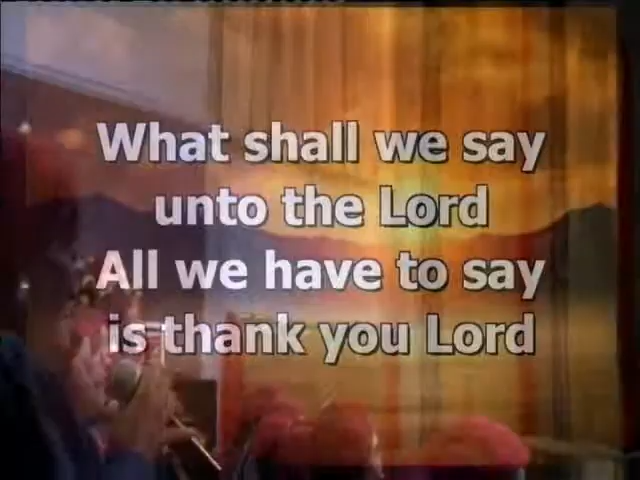 What shall we say
unto the Lord
All we have to say
is thank you Lord